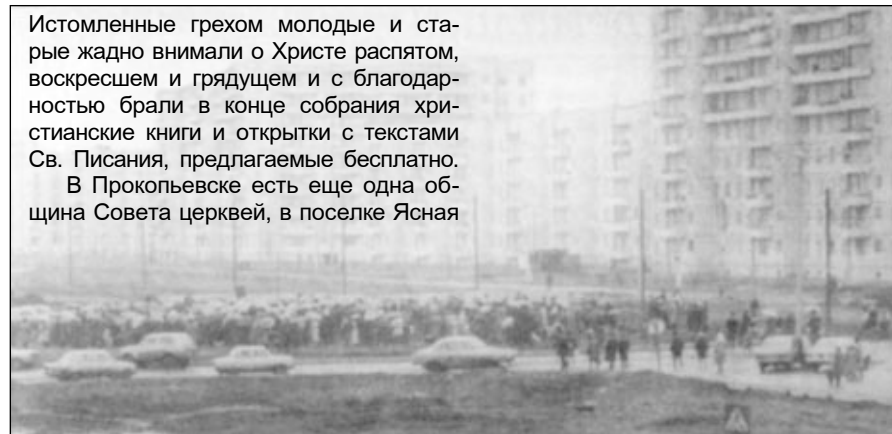 Истомленные грехом молодые и ста-
рые жадно внимали о Христе распятом,
воскресшем и грядущем и с благодар-
ностью брали в конце собрания хри-
стианские книги и открытки с текстами
Св. Писания, предлагаемые бесплатно.
В Прокопьевске есть еще одна об-
щина Совета церквей, в поселке Ясная